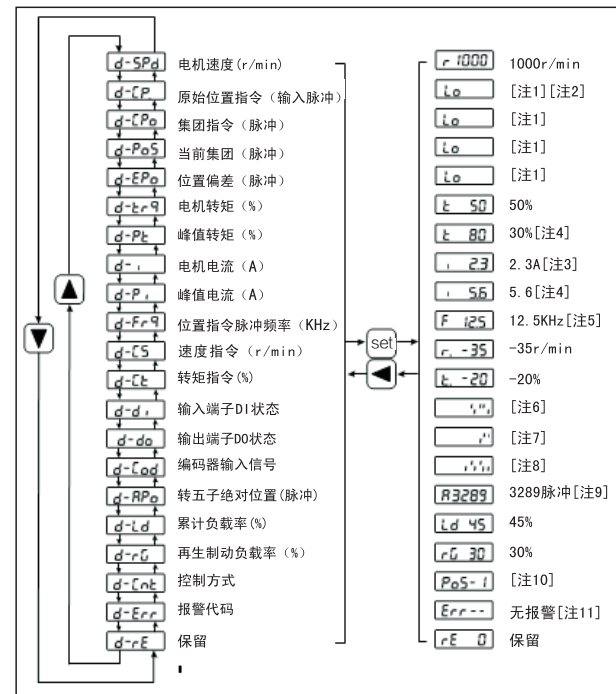 d-SPd 电机速度(r/min) r 1000 1000r/min
d-CP_ 原始位置指令（输入脉冲） Lo [注1][注2]
d-CPo 集团指令（脉冲） Lo [注1]
d-PoS 当前集团（脉冲） Lo [注1]
d-EPo 位置偏差（脉冲） Lo [注1]
d-trq 电机转矩（%） t 50 50%
d-Pt 峰值转矩（%） t 80 30%[注4]
d-i 电机电流（A） i 2.3 2.3A[注3]
d-Pi 峰值电流（A） i 5.6 5.6[注4]
d-Frq 位置指令脉冲频率（KHz） F 12.5 12.5KHz[注5]
d-CS 速度指令（r/min） r. -35 -35r/min
d-Ct 转矩指令(%) t. -20 -20%
d-di 输入端子DI状态 [注6]
d-do 输出端子DO状态 [注7]
d-Cod 编码器输入信号 [注8]
d-APo 转五子绝对位置(脉冲) A3289 3289脉冲[注9]
d-Ld 累计负载率(%) Ld 45 45%
d-rG 再生制动负载率（%） rG 30 30%
d-Cnt 控制方式 PoS-1 [注10]
d-Err 报警代码 Err-- 无报警[注11]
d-rE 保留 rE 0 保留
set